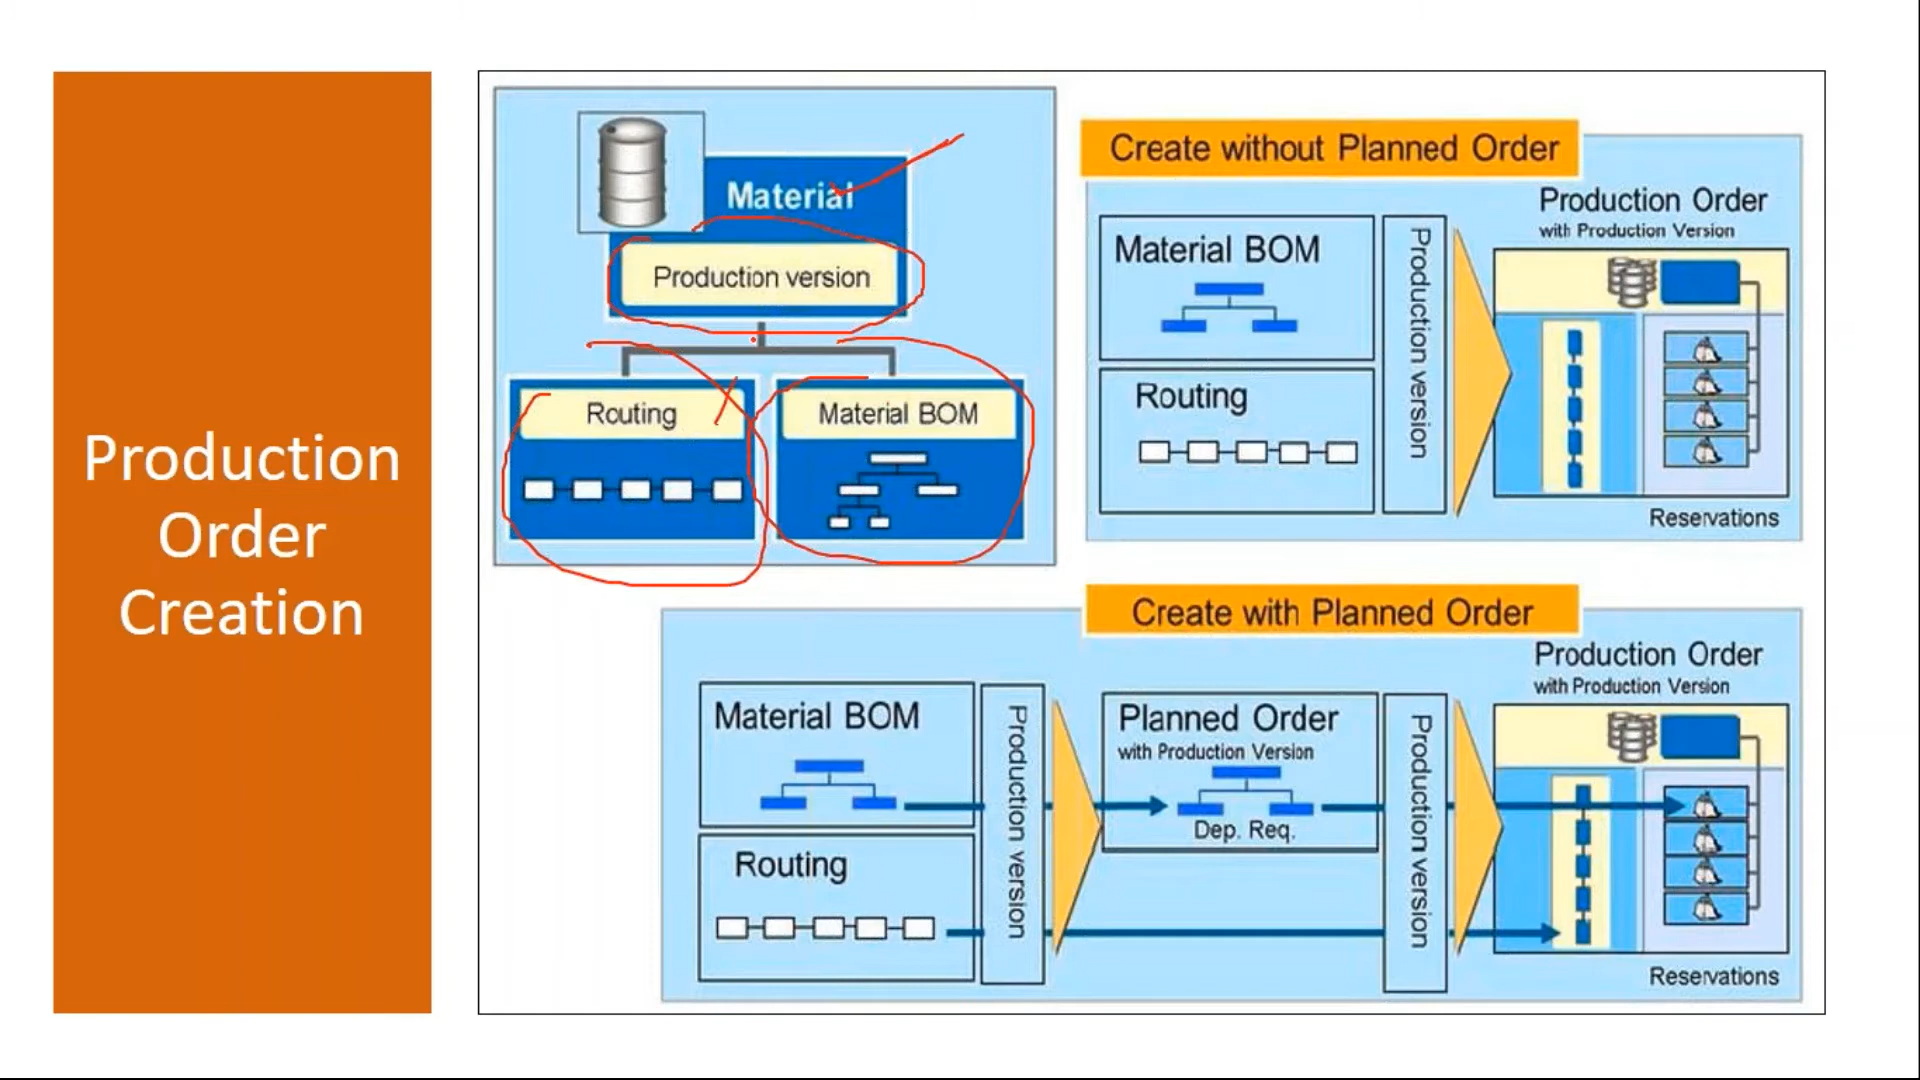 Production
Order
Creation
Material
Production version
Routing
Material BOM
Create without Planned Order
Material BOM
Routing
Production version
Production Order
with Production Version
Reservations
Create with Planned Order
Material BOM
Routing
Production version
Planned Order
with Production Version
Dep. Req.
Production version
Production Order
with Production Version
Reservations